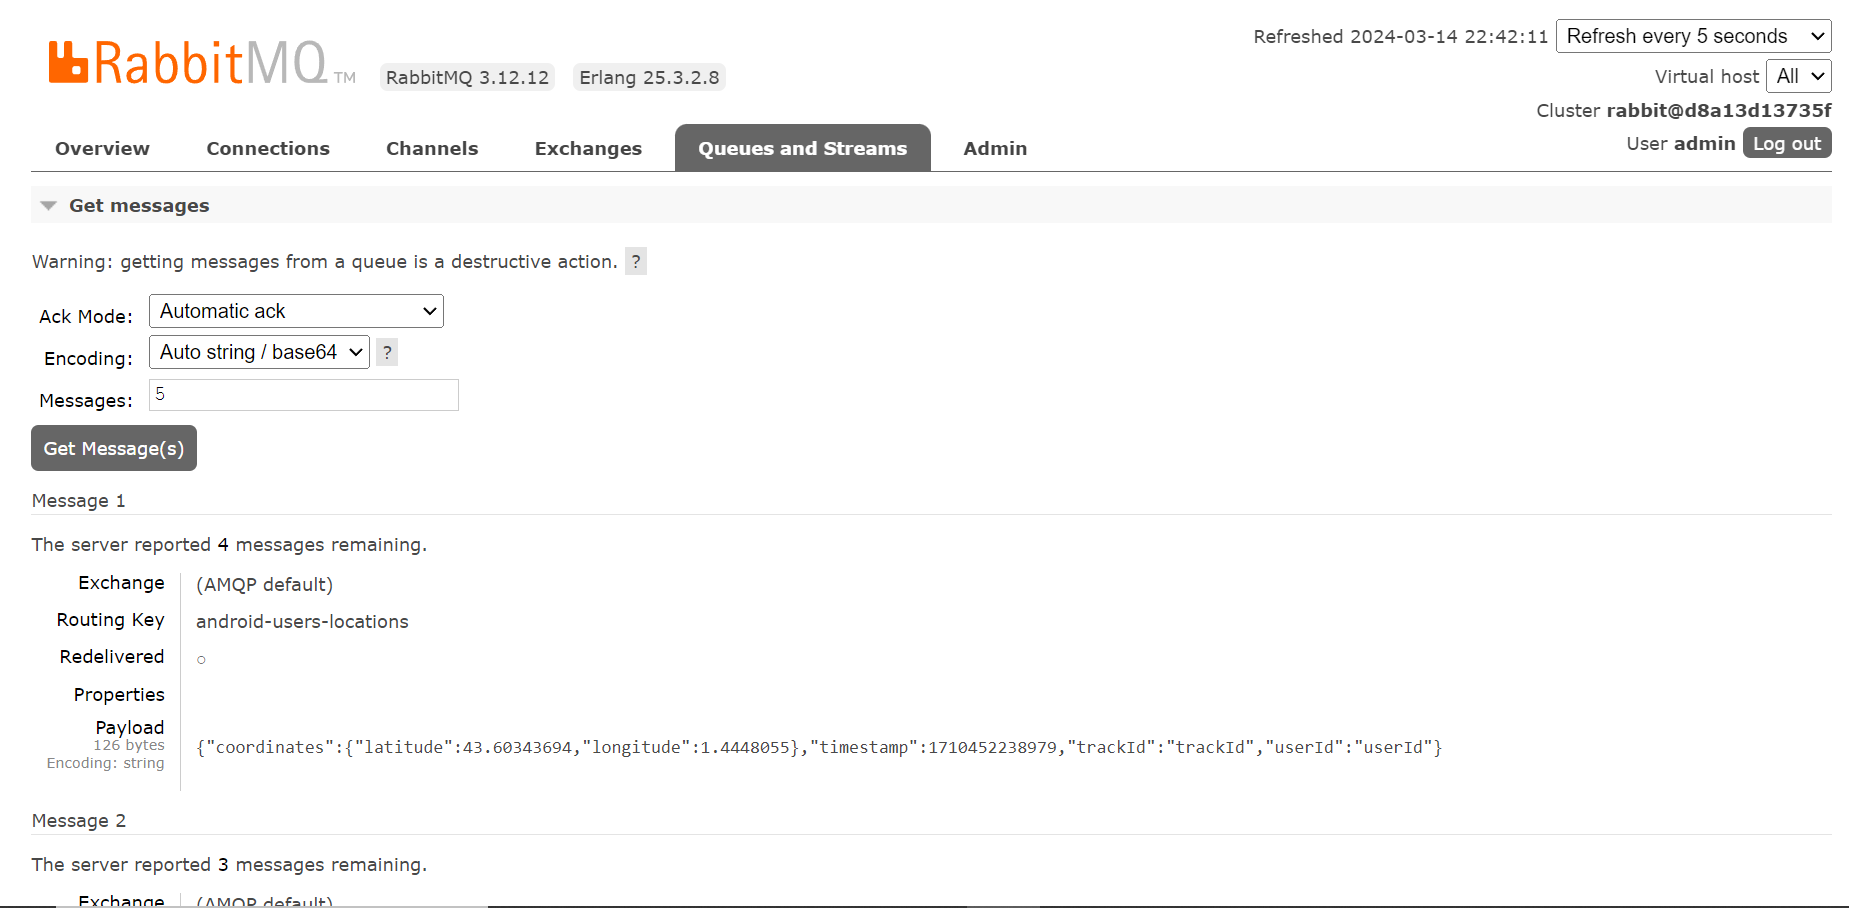 RabbitMQ TM RabbitMQ 3.12.12 Erlang 25.3.2.8
Refreshed 2024-03-14 22:42:11 Refresh every 5 seconds
Virtual host All
Cluster rabbit@d8a13d13735f
User admin Log out
Overview Connections Channels Exchanges Queues and Streams Admin
Get messages
Warning: getting messages from a queue is a destructive action. ?
Ack Mode: Automatic ack
Encoding: Auto string / base64 ?
Messages: 5
Get Message(s)
Message 1
The server reported 4 messages remaining.
Exchange (AMQP default)
Routing Key android-users-locations
Redelivered ○
Properties
Payload
126 bytes
Encoding: string
{"coordinates":{"latitude":43.60343694,"longitude":1.4448055},"timestamp":1710452238979,"trackId":"trackId","userId":"userId"}
Message 2
The server reported 3 messages remaining.
Exchange (AMQP default)